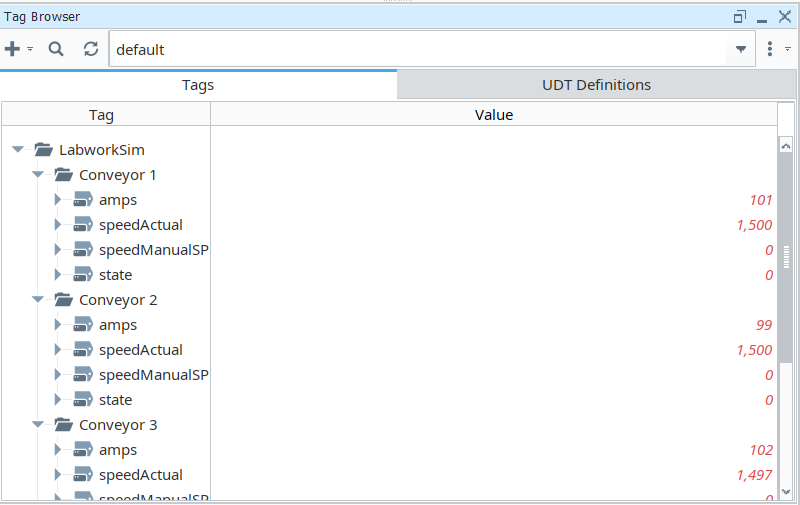 Tag Browser
default
Tags UDT Definitions
Tag Value
LabworkSim
Conveyor 1
amps 101
speedActual 1,500
speedManualSP 0
state 0
Conveyor 2
amps 99
speedActual 1,500
speedManualSP 0
state 0
Conveyor 3
amps 102
speedActual 1,497
speedManualSP 0